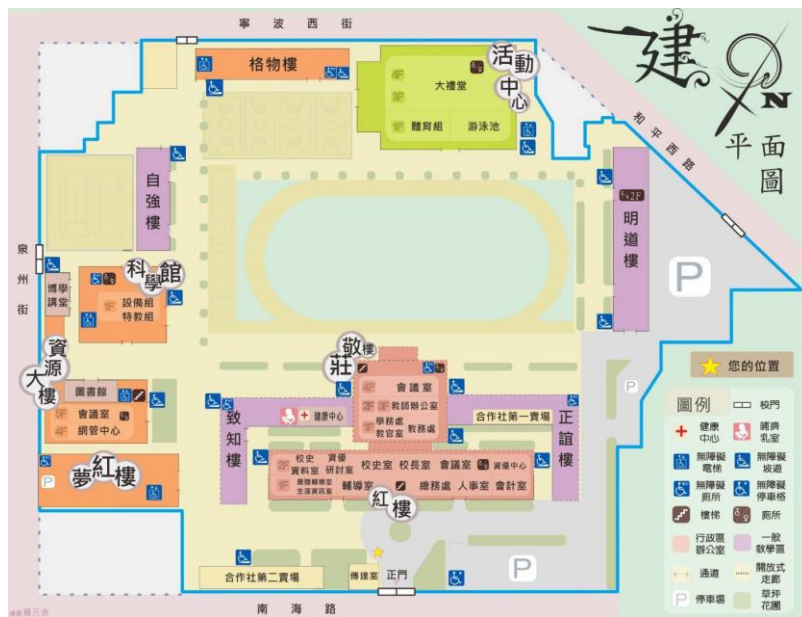 寧波西街
建中
N
平面圖
和平西路
泉州街
南海路
格物樓
活動中心
大禮堂
體育組
游泳池
自強樓
明道樓
2F
P
科學館
設備組
特教組
博學
講堂
資源大樓
圖書館
會議室
網管中心
夢紅樓
P
敬樓
莊
會議室
教師辦公室
學務處
教官室
教務處
致知樓
健康中心
合作社第一賣場
正誼樓
校史
資料室
資優
研討室
校史室
校長室
會議室
資優中心
團體輔導室
生涯資訊室
輔導室
總務處
人事室
會計室
紅樓
合作社第二賣場
傳達室
正門
P
P
您的位置
圖例
校門
健康
中心
哺濟
乳室
無障礙
電梯
無障礙
坡道
無障礙
廁所
無障礙
停車格
樓梯
廁所
行政區
辦公室
一般
教學區
通道
開放式
走廊
P
停車場
草坪
花圃